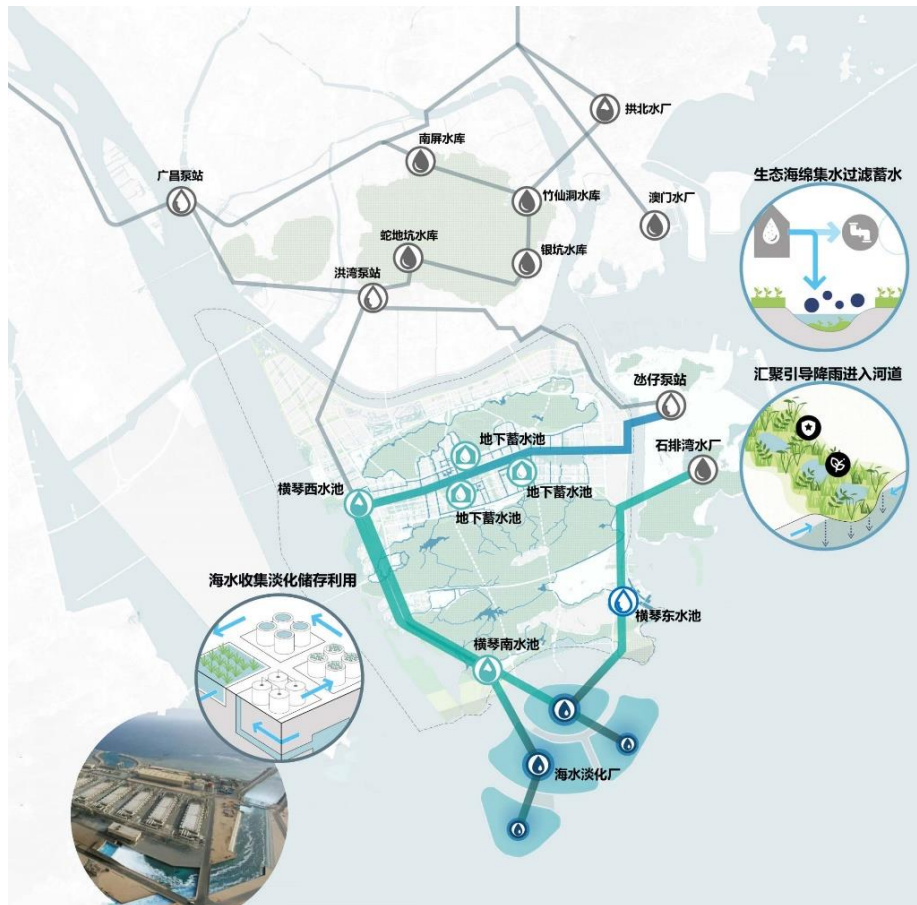 拱北水厂
南屏水库
广昌泵站
竹仙洞水库
澳门水厂
生态海绵集水过滤蓄水
蛇地坑水库
银坑水库
洪湾泵站
氹仔泵站
汇聚引导降雨进入河道
地下蓄水池
石排湾水厂
横琴西水池
地下蓄水池
地下蓄水池
海水收集淡化储存利用
横琴东水池
横琴南水池
海水淡化厂